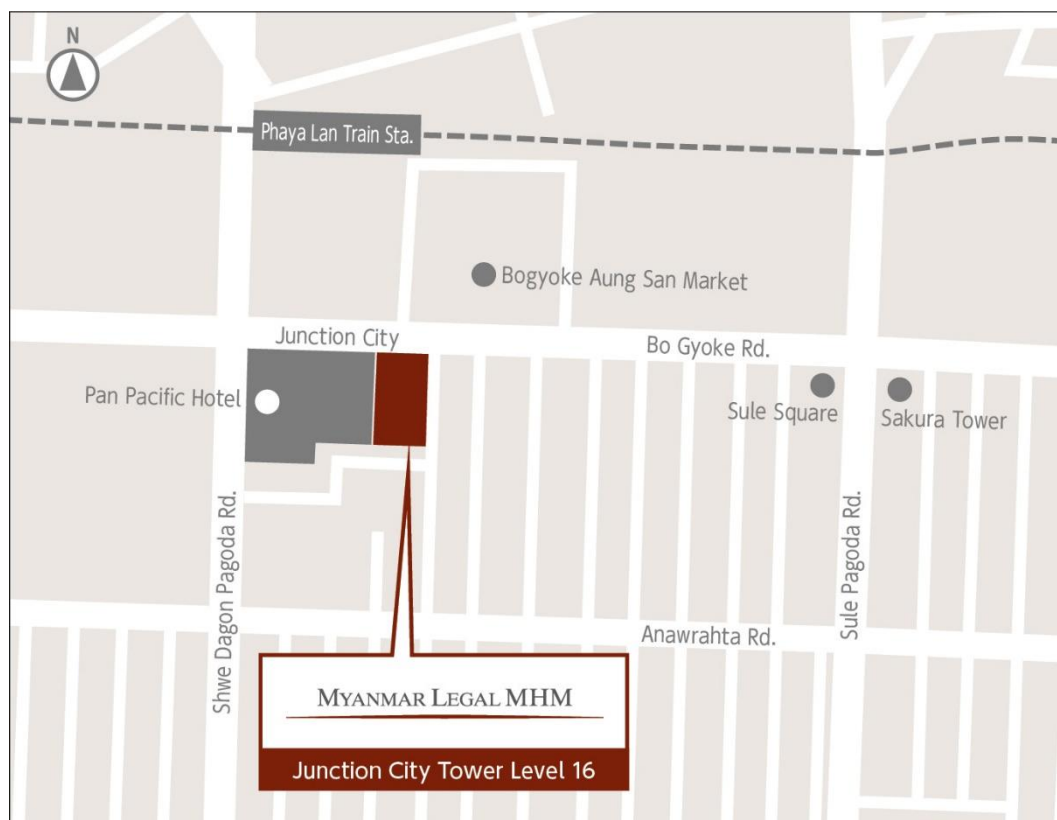 N
Phaya Lan Train Sta.
Bogyoke Aung San Market
Junction City
Bo Gyoke Rd.
Pan Pacific Hotel
Sule Square
Sakura Tower
Shwe Dagon Pagoda Rd.
Sule Pagoda Rd.
Anawrahta Rd.
MYANMAR LEGAL MHM
Junction City Tower Level 16